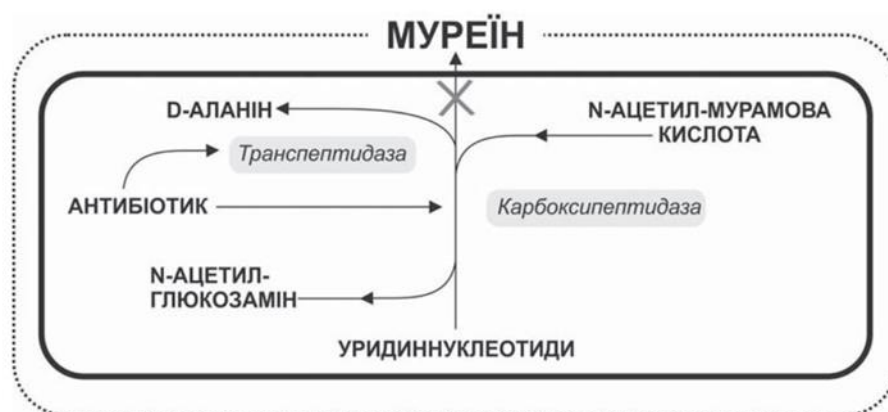 МУРЕЇН
D-АЛАНІН
N-АЦЕТИЛ-МУРАМОВА
КИСЛОТА
Транспептидаза
АНТИБІОТИК
Карбоксипептидаза
N-АЦЕТИЛ-
ГЛЮКОЗАМІН
УРИДИННУКЛЕОТИДИ